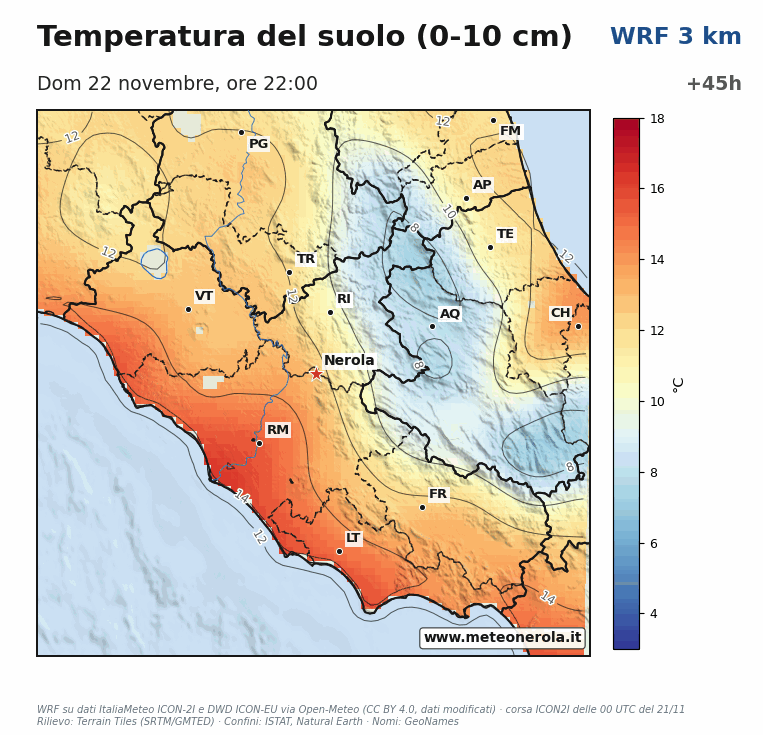 Temperatura del suolo (0-10 cm)
WRF 3 km
Dom 22 novembre, ore 22:00
+45h
12
12
FM
PG
AP
10
8
TE
12
12
TR
12
VT
RI
AQ
CH
8
Nerola
RM
8
14
FR
12
LT
14
www.meteonerola.it
18
16
14
12
10
8
6
4
°C
WRF su dati ItaliaMeteo ICON-2I e DWD ICON-EU via Open-Meteo (CC BY 4.0, dati modificati) · corsa ICON2I delle 00 UTC del 21/11
Rilievo: Terrain Tiles (SRTM/GMTED) · Confini: ISTAT, Natural Earth · Nomi: GeoNames